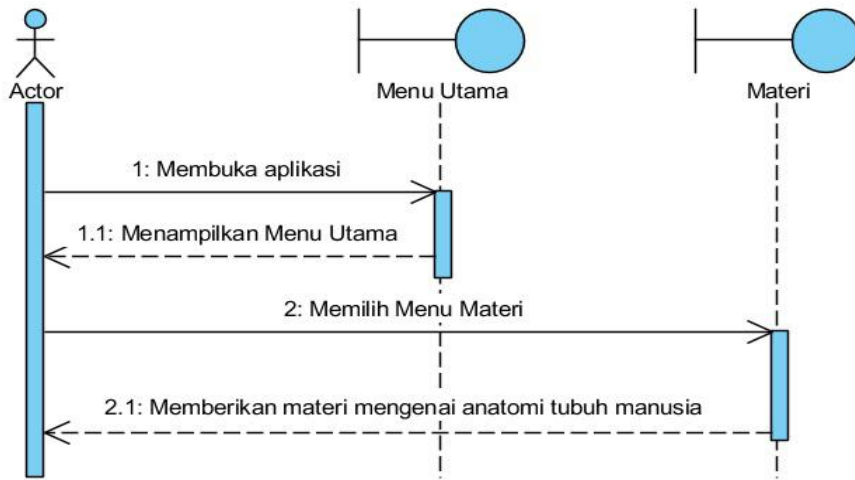 Actor
Menu Utama
Materi
1: Membuka aplikasi
1.1: Menampilkan Menu Utama
2: Memilih Menu Materi
2.1: Memberikan materi mengenai anatomi tubuh manusia